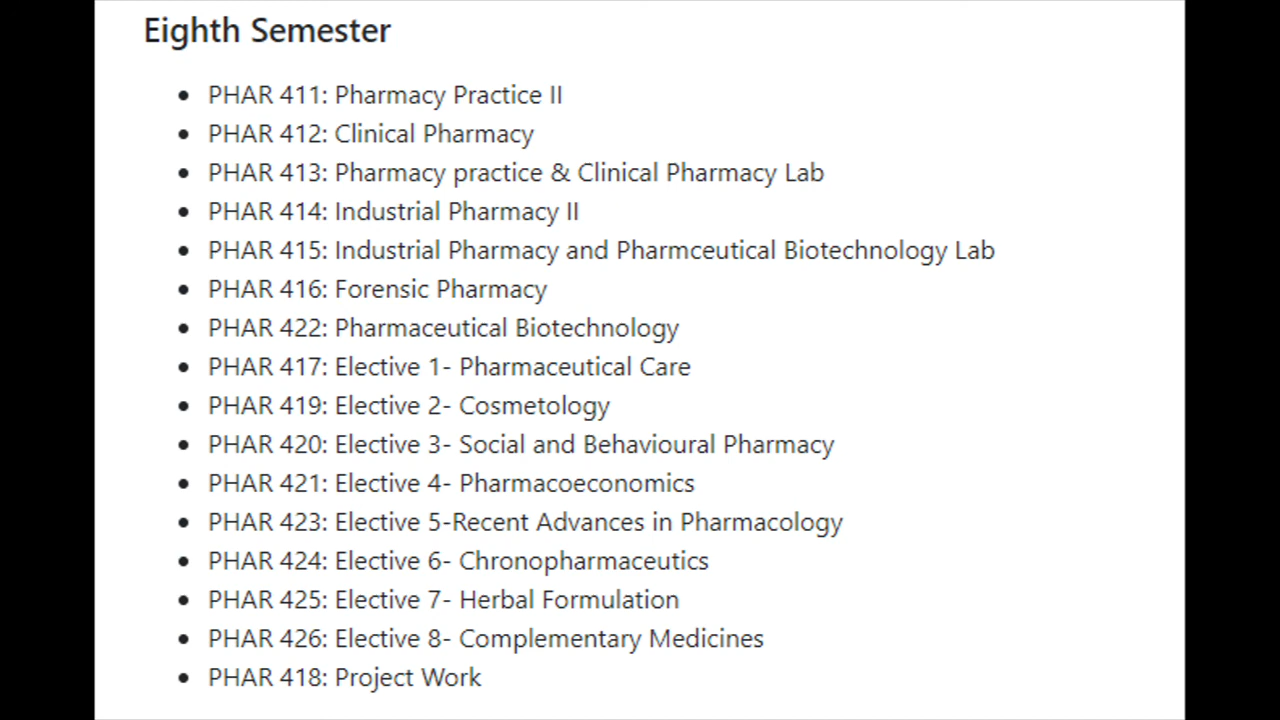 Eighth Semester
PHAR 411: Pharmacy Practice II
PHAR 412: Clinical Pharmacy
PHAR 413: Pharmacy practice & Clinical Pharmacy Lab
PHAR 414: Industrial Pharmacy II
PHAR 415: Industrial Pharmacy and Pharmceutical Biotechnology Lab
PHAR 416: Forensic Pharmacy
PHAR 422: Pharmaceutical Biotechnology
PHAR 417: Elective 1- Pharmaceutical Care
PHAR 419: Elective 2- Cosmetology
PHAR 420: Elective 3- Social and Behavioural Pharmacy
PHAR 421: Elective 4- Pharmacoeconomics
PHAR 423: Elective 5-Recent Advances in Pharmacology
PHAR 424: Elective 6- Chronopharmaceutics
PHAR 425: Elective 7- Herbal Formulation
PHAR 426: Elective 8- Complementary Medicines
PHAR 418: Project Work